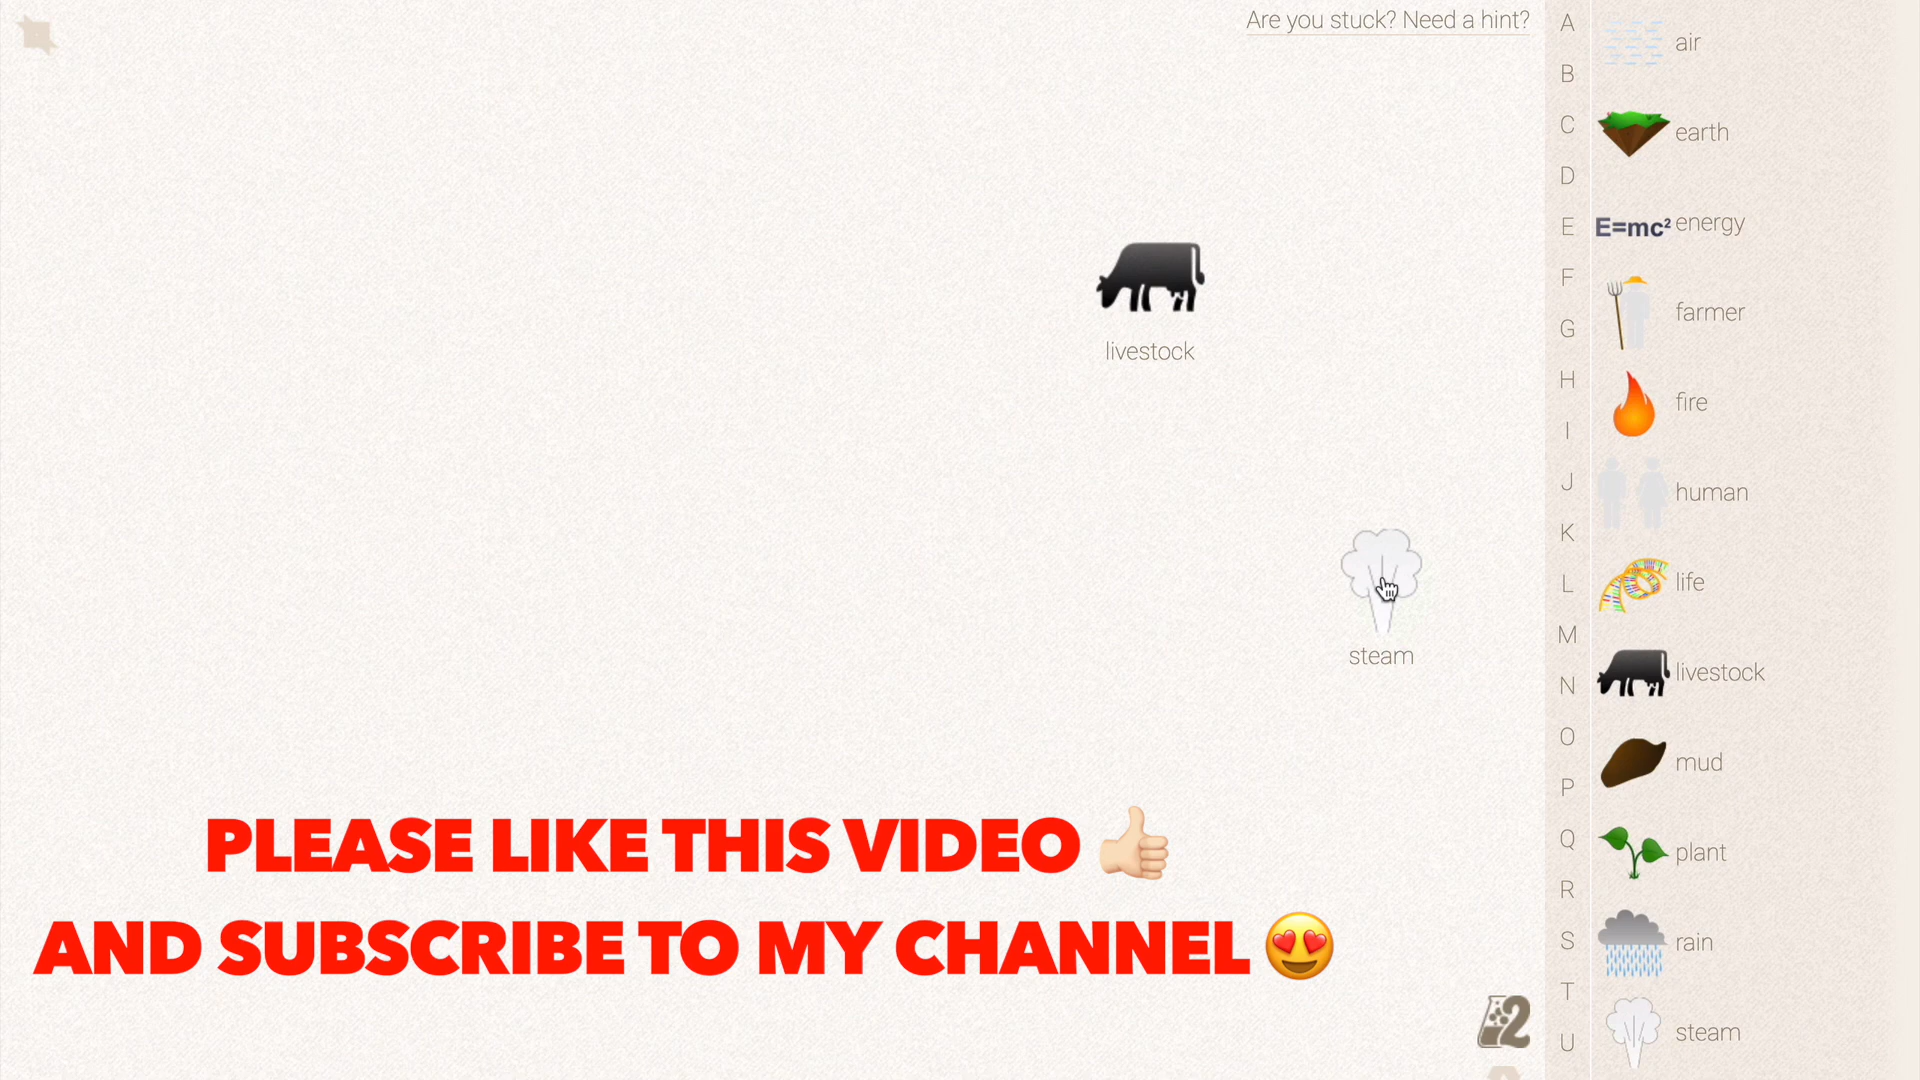 Are you stuck? Need a hint?
livestock
steam
PLEASE LIKE THIS VIDEO 👍🏻
AND SUBSCRIBE TO MY CHANNEL 😍
2
A
B
C
D
E
F
G
H
I
J
K
L
M
N
O
P
Q
R
S
T
U
air
earth
E=mc² energy
farmer
fire
human
life
livestock
mud
plant
rain
steam